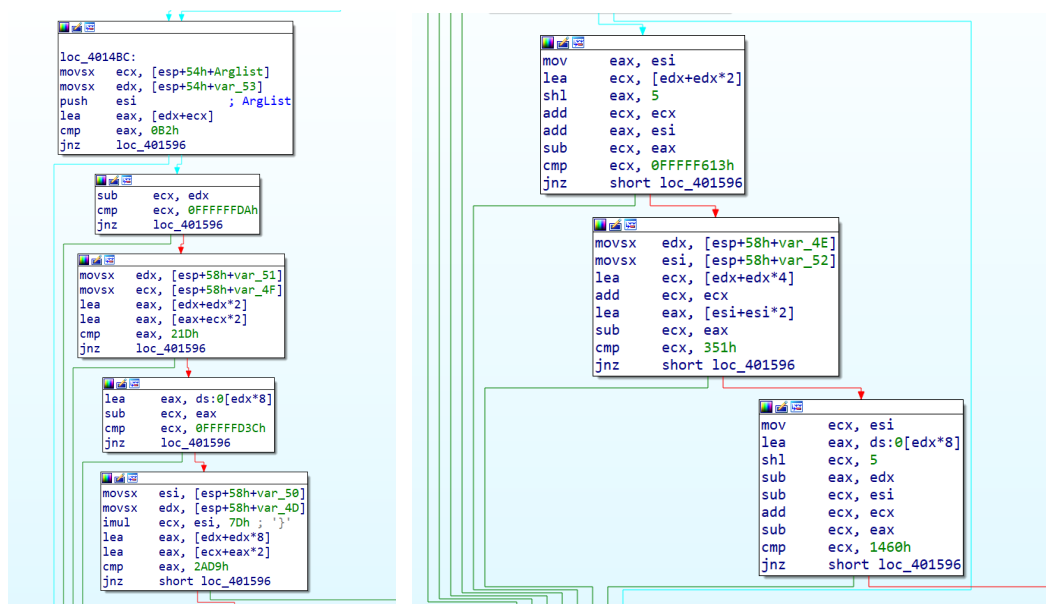 loc_4014BC:
movsx ecx, [esp+54h+Arglist]
movsx edx, [esp+54h+var_53]
push esi ; ArgList
lea eax, [edx+ecx]
cmp eax, 0B2h
jnz loc_401596
sub ecx, edx
cmp ecx, 0FFFFFFDAh
jnz loc_401596
movsx edx, [esp+58h+var_51]
movsx ecx, [esp+58h+var_4F]
lea eax, [edx+edx*2]
lea eax, [eax+ecx*2]
cmp eax, 21Dh
jnz loc_401596
lea eax, ds:0[edx*8]
sub ecx, eax
cmp ecx, 0FFFFFD3Ch
jnz loc_401596
movsx esi, [esp+58h+var_50]
movsx edx, [esp+58h+var_4D]
imul ecx, esi, 7Dh ; '}'
lea eax, [edx+edx*8]
lea eax, [ecx+eax*2]
cmp eax, 2AD9h
jnz short loc_401596
mov eax, esi
lea ecx, [edx+edx*2]
shl eax, 5
add ecx, ecx
add eax, esi
sub ecx, eax
cmp ecx, 0FFFFF613h
jnz short loc_401596
movsx edx, [esp+58h+var_4E]
movsx esi, [esp+58h+var_52]
lea ecx, [edx+edx*4]
add ecx, ecx
lea eax, [esi+esi*2]
sub ecx, eax
cmp ecx, 351h
jnz short loc_401596
mov ecx, esi
lea eax, ds:0[edx*8]
shl ecx, 5
sub eax, edx
sub ecx, esi
add ecx, ecx
sub ecx, eax
cmp ecx, 1460h
jnz short loc_401596